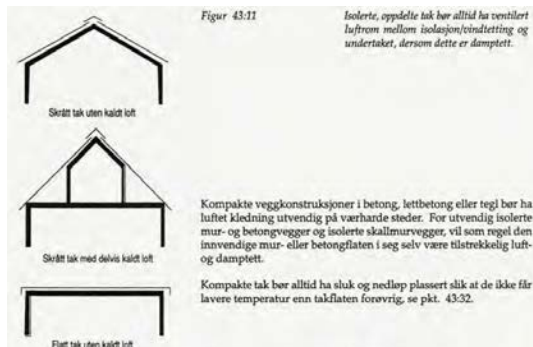 Figur 43:11
Isolerte, oppdelte tak bør alltid ha ventilert
luftrom mellom isolasjon/vindtetting og
undertaket, dersom dette er damptett.
Skrått tak uten kaldt loft
Skrått tak med delvis kaldt loft
Flatt tak uten kaldt loft
Kompakte veggkonstruksjoner i betong, lettbetong eller tegl bør ha
luftet kledning utvendig på værharde steder. For utvendig isolerte
mur- og betongvegger og isolerte skallmurvegger, vil som regel den
innvendige mur- eller betongflaten i seg selv være tilstrekkelig luft-
og damptett.
Kompakte tak bør alltid ha sluk og nedløp plassert slik at de ikke får
lavere temperatur enn takflaten forøvrig, se pkt. 43:32.